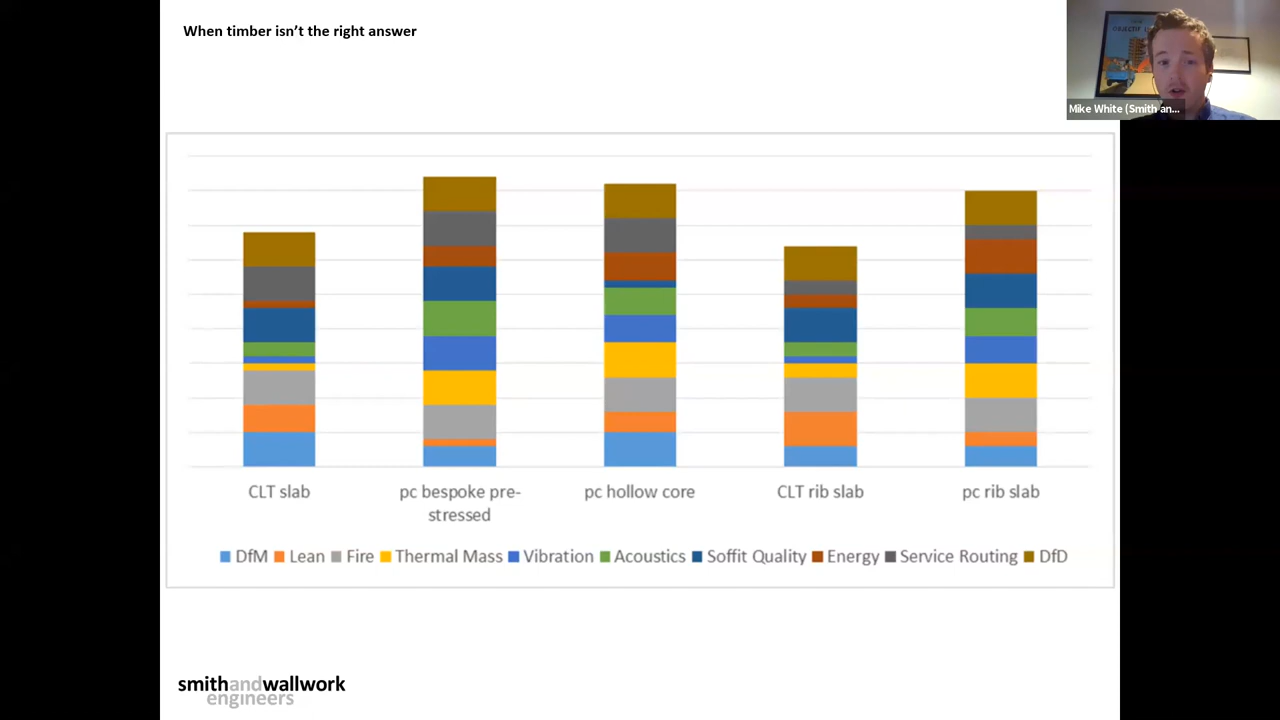 When timber isn't the right answer
Mike White (Smith an...
CLT slab
pc bespoke pre-
stressed
pc hollow core
CLT rib slab
pc rib slab
DfM Lean Fire Thermal Mass Vibration Acoustics Soffit Quality Energy Service Routing DfD
smithandwallwork
engineers